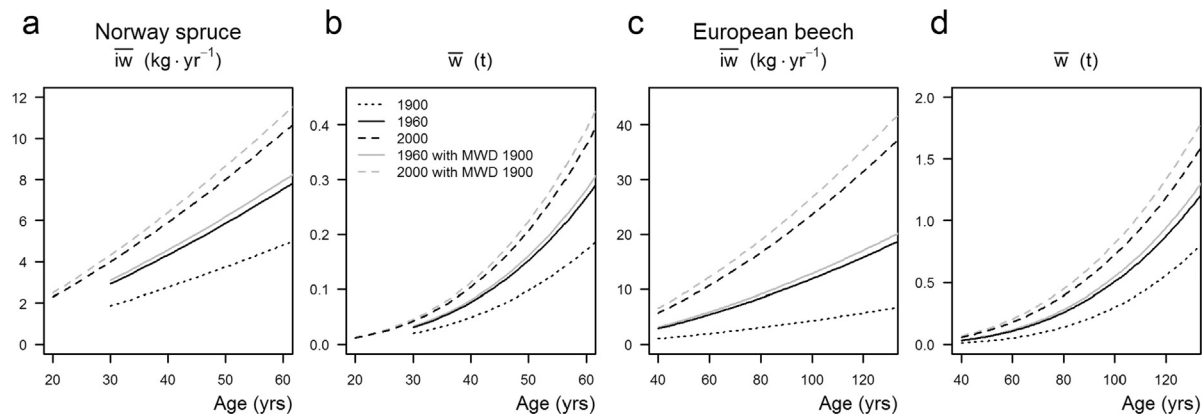 a Norway spruce b c European beech d
iw (kg · yr⁻¹) w (t) iw (kg · yr⁻¹) w (t)
12
10
8
6
4
2
0
20 30 40 50 60
Age (yrs)
0.4
0.3
0.2
0.1
0.0
1900
1960
2000
1960 with MWD 1900
2000 with MWD 1900
20 30 40 50 60
Age (yrs)
40
30
20
10
0
40 60 80 100 120
Age (yrs)
2.0
1.5
1.0
0.5
0.0
40 60 80 100 120
Age (yrs)